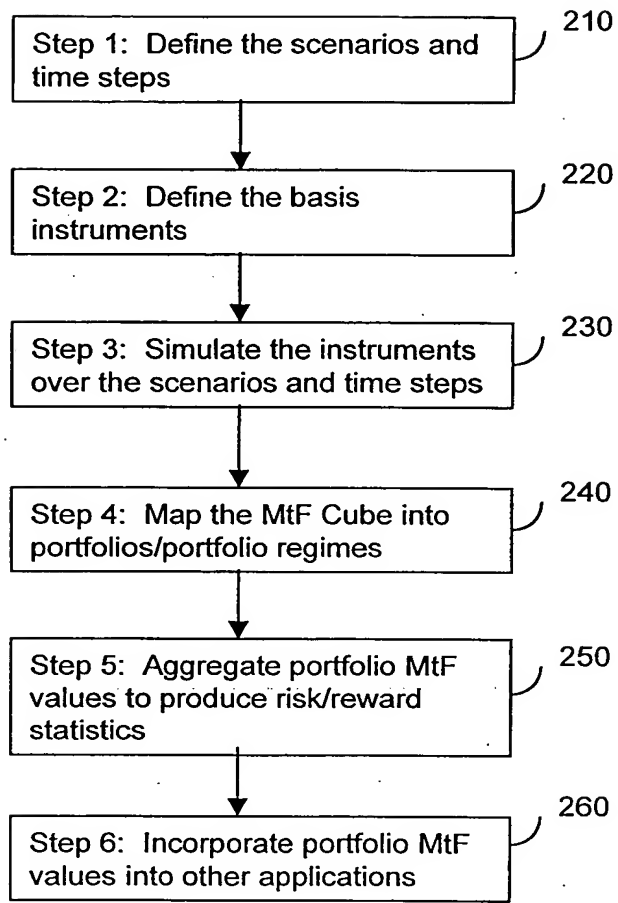 210
Step 1: Define the scenarios and
time steps
220
Step 2: Define the basis
instruments
230
Step 3: Simulate the instruments
over the scenarios and time steps
240
Step 4: Map the MtF Cube into
portfolios/portfolio regimes
250
Step 5: Aggregate portfolio MtF
values to produce risk/reward
statistics
260
Step 6: Incorporate portfolio MtF
values into other applications